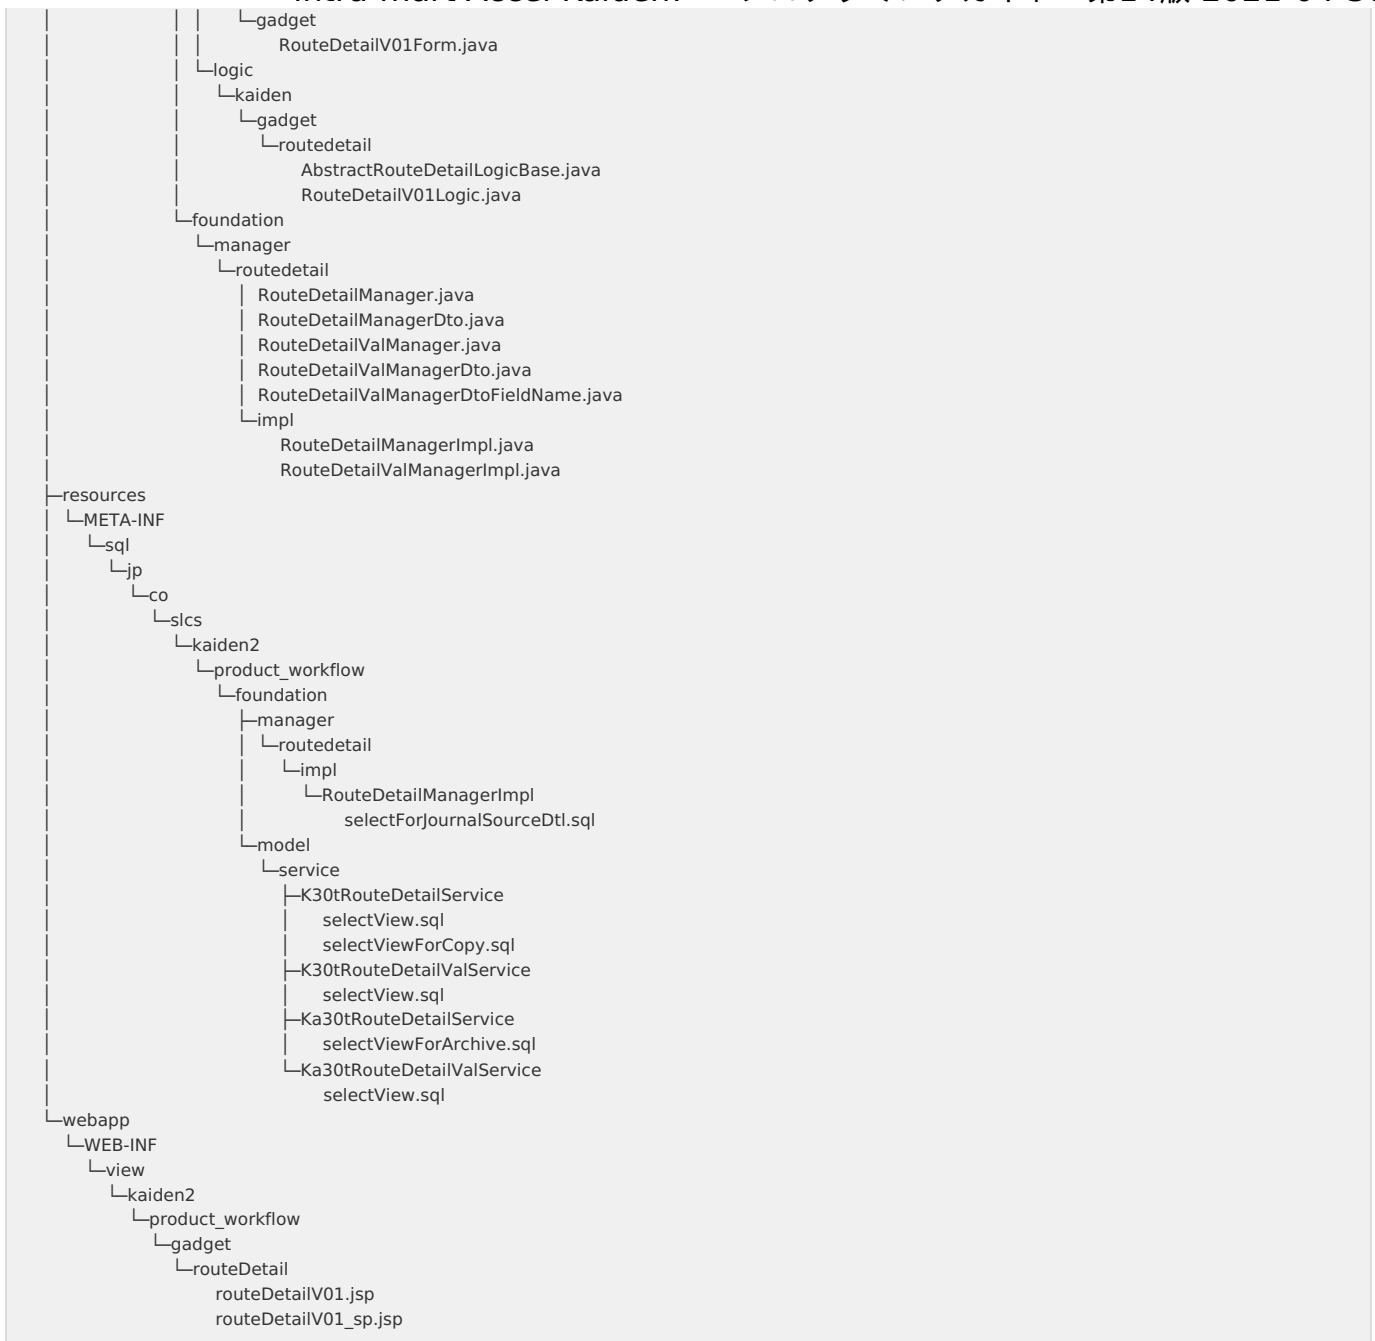 │ │ │ └─gadget
│ │ │ RouteDetailV01Form.java
│ │ └─logic
│ │ └─kaiden
│ │ └─gadget
│ │ └─routedetail
│ │ AbstractRouteDetailLogicBase.java
│ │ RouteDetailV01Logic.java
│ └─foundation
│ └─manager
│ └─routedetail
│ │ RouteDetailManager.java
│ │ RouteDetailManagerDto.java
│ │ RouteDetailValManager.java
│ │ RouteDetailValManagerDto.java
│ │ RouteDetailValManagerDtoFieldName.java
│ └─impl
│ RouteDetailManagerImpl.java
│ RouteDetailValManagerImpl.java
├─resources
│ └─META-INF
│ └─sql
│ └─jp
│ └─co
│ └─slcs
│ └─kaiden2
│ └─product_workflow
│ └─foundation
│ ├─manager
│ │ └─routedetail
│ │ └─impl
│ │ └─RouteDetailManagerImpl
│ │ selectForJournalSourceDtl.sql
│ └─model
│ └─service
│ ├─K30tRouteDetailService
│ │ selectView.sql
│ │ selectViewForCopy.sql
│ ├─K30tRouteDetailValService
│ │ selectView.sql
│ ├─Ka30tRouteDetailService
│ │ selectViewForArchive.sql
│ └─Ka30tRouteDetailValService
│ selectView.sql
└─webapp
└─WEB-INF
└─view
└─kaiden2
└─product_workflow
└─gadget
└─routeDetail
routeDetailV01.jsp
routeDetailV01_sp.jsp